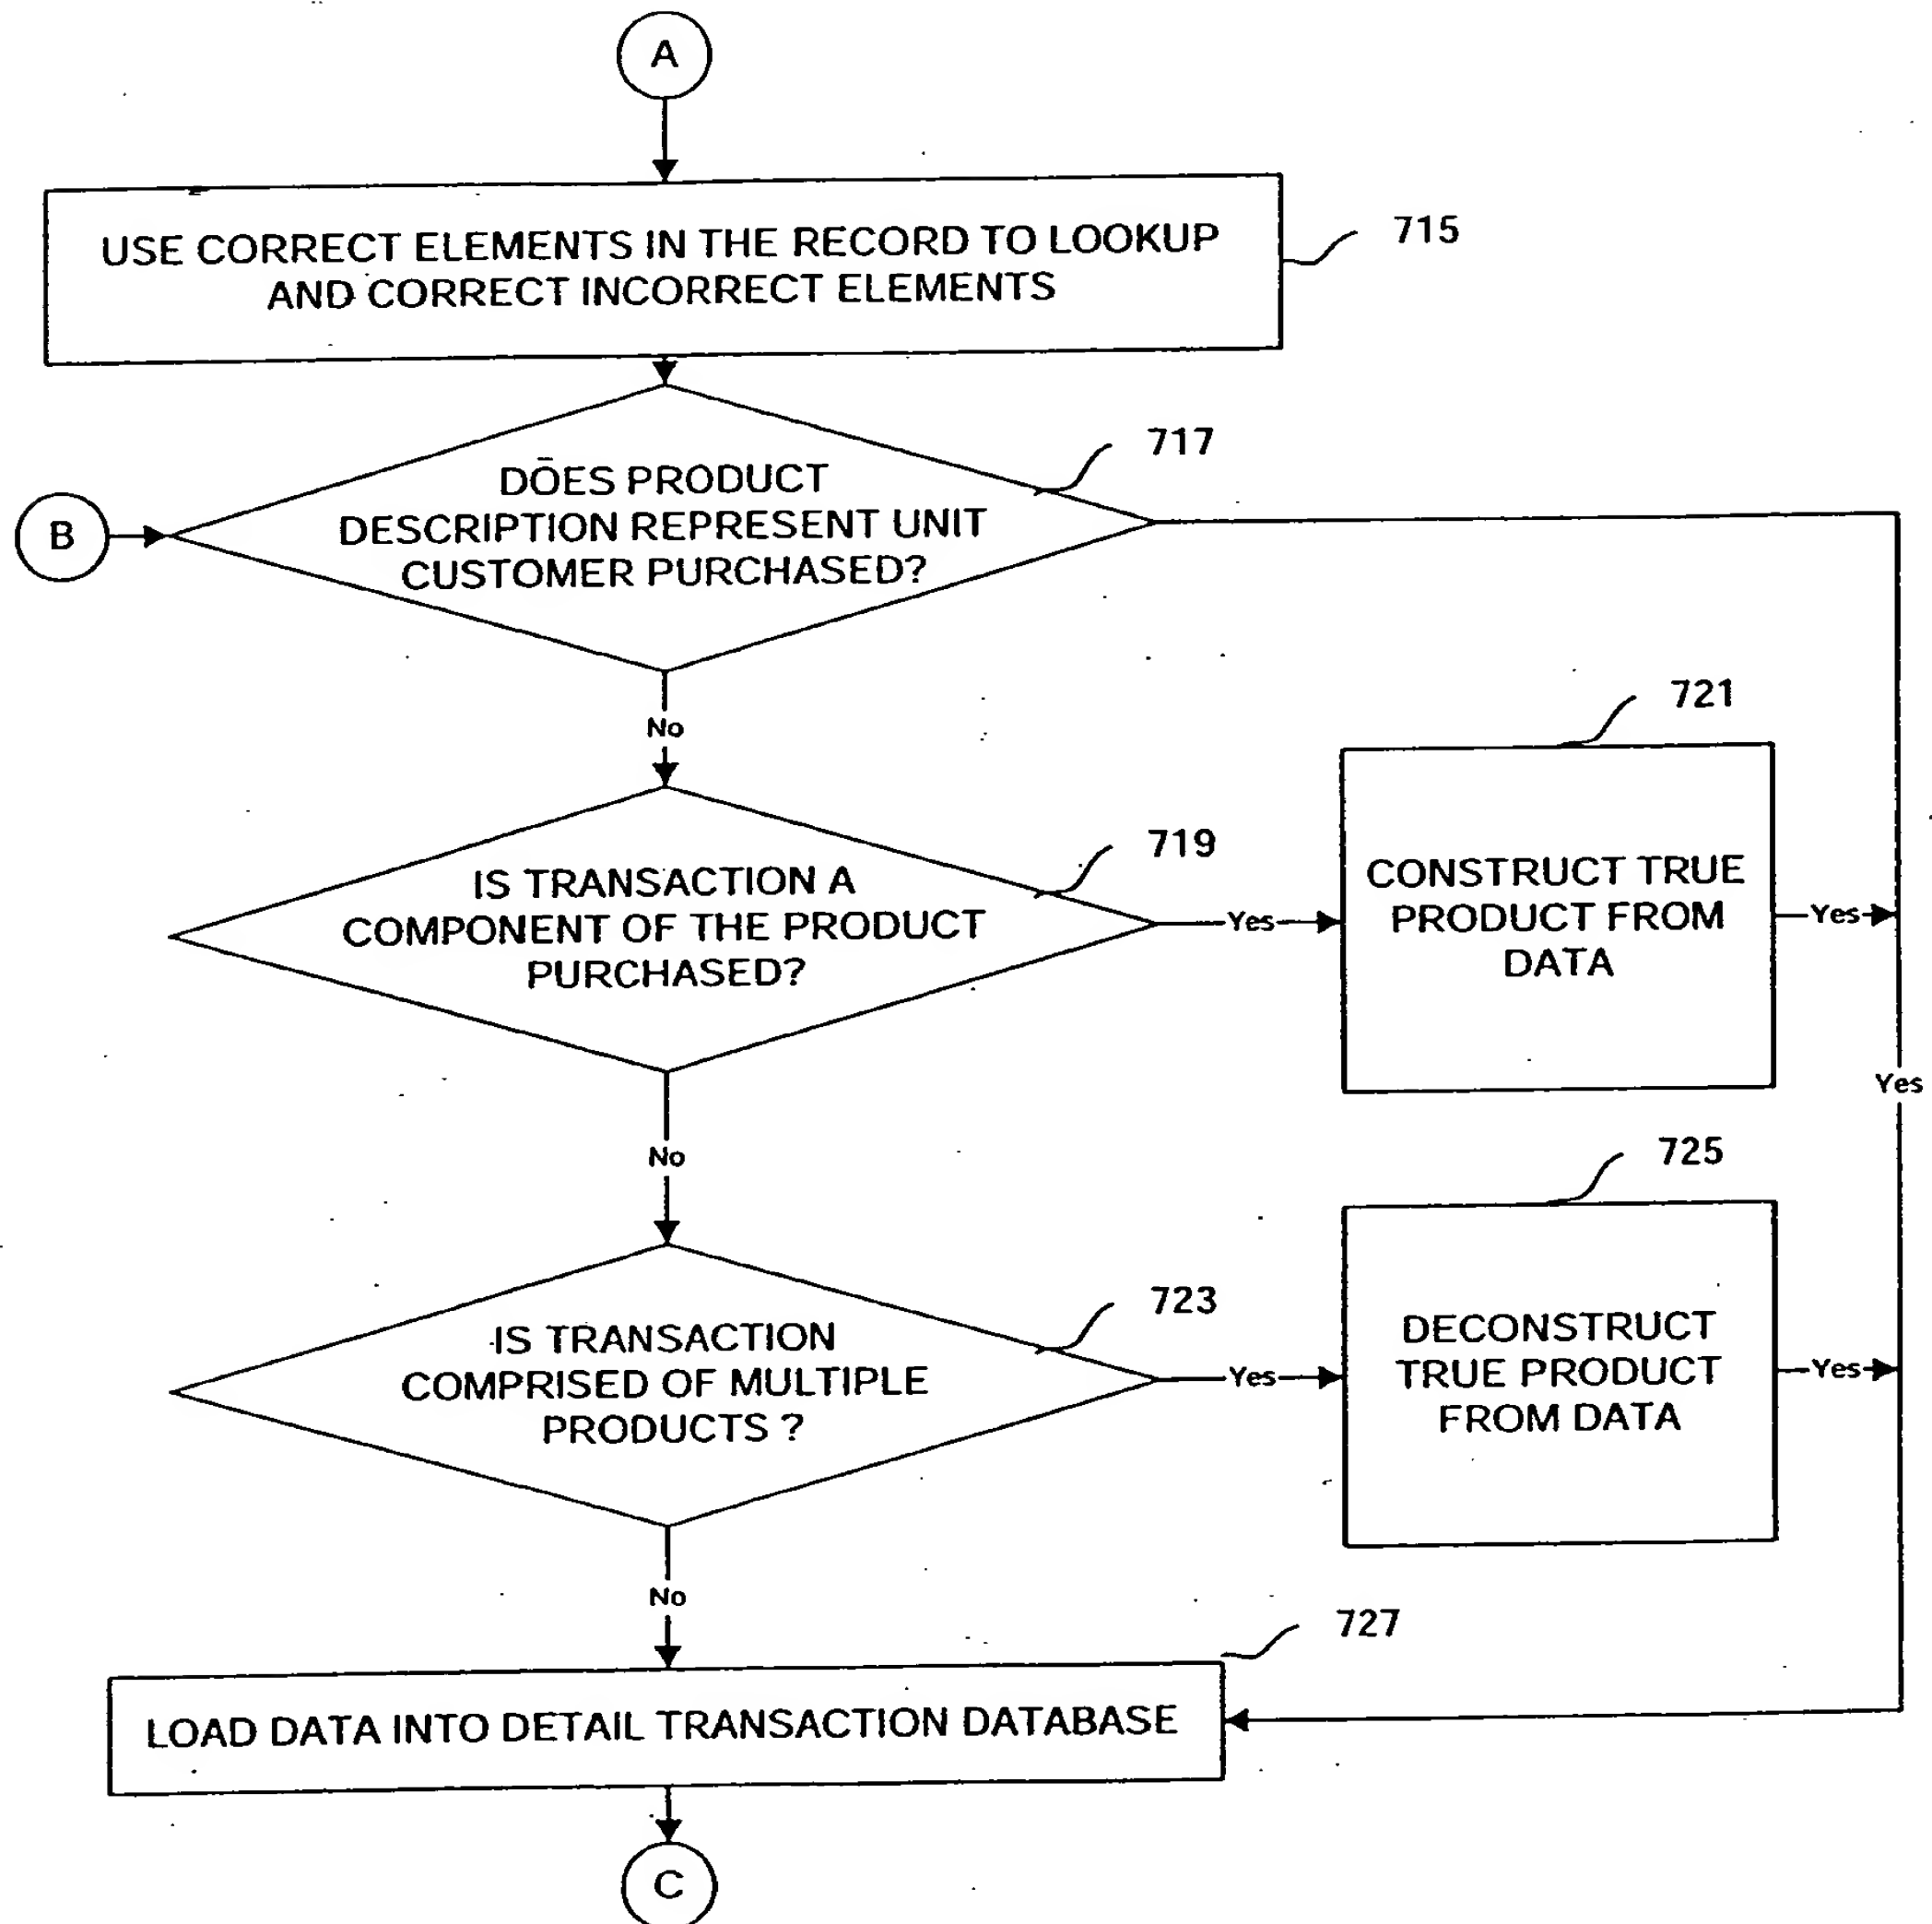 A
USE CORRECT ELEMENTS IN THE RECORD TO LOOKUP
AND CORRECT INCORRECT ELEMENTS
715
717
DOES PRODUCT
DESCRIPTION REPRESENT UNIT
CUSTOMER PURCHASED?
B
No
721
719
IS TRANSACTION A
COMPONENT OF THE PRODUCT
PURCHASED?
Yes
CONSTRUCT TRUE
PRODUCT FROM
DATA
Yes
Yes
No
725
723
IS TRANSACTION
COMPRISED OF MULTIPLE
PRODUCTS ?
Yes
DECONSTRUCT
TRUE PRODUCT
FROM DATA
Yes
No
727
LOAD DATA INTO DETAIL TRANSACTION DATABASE
C